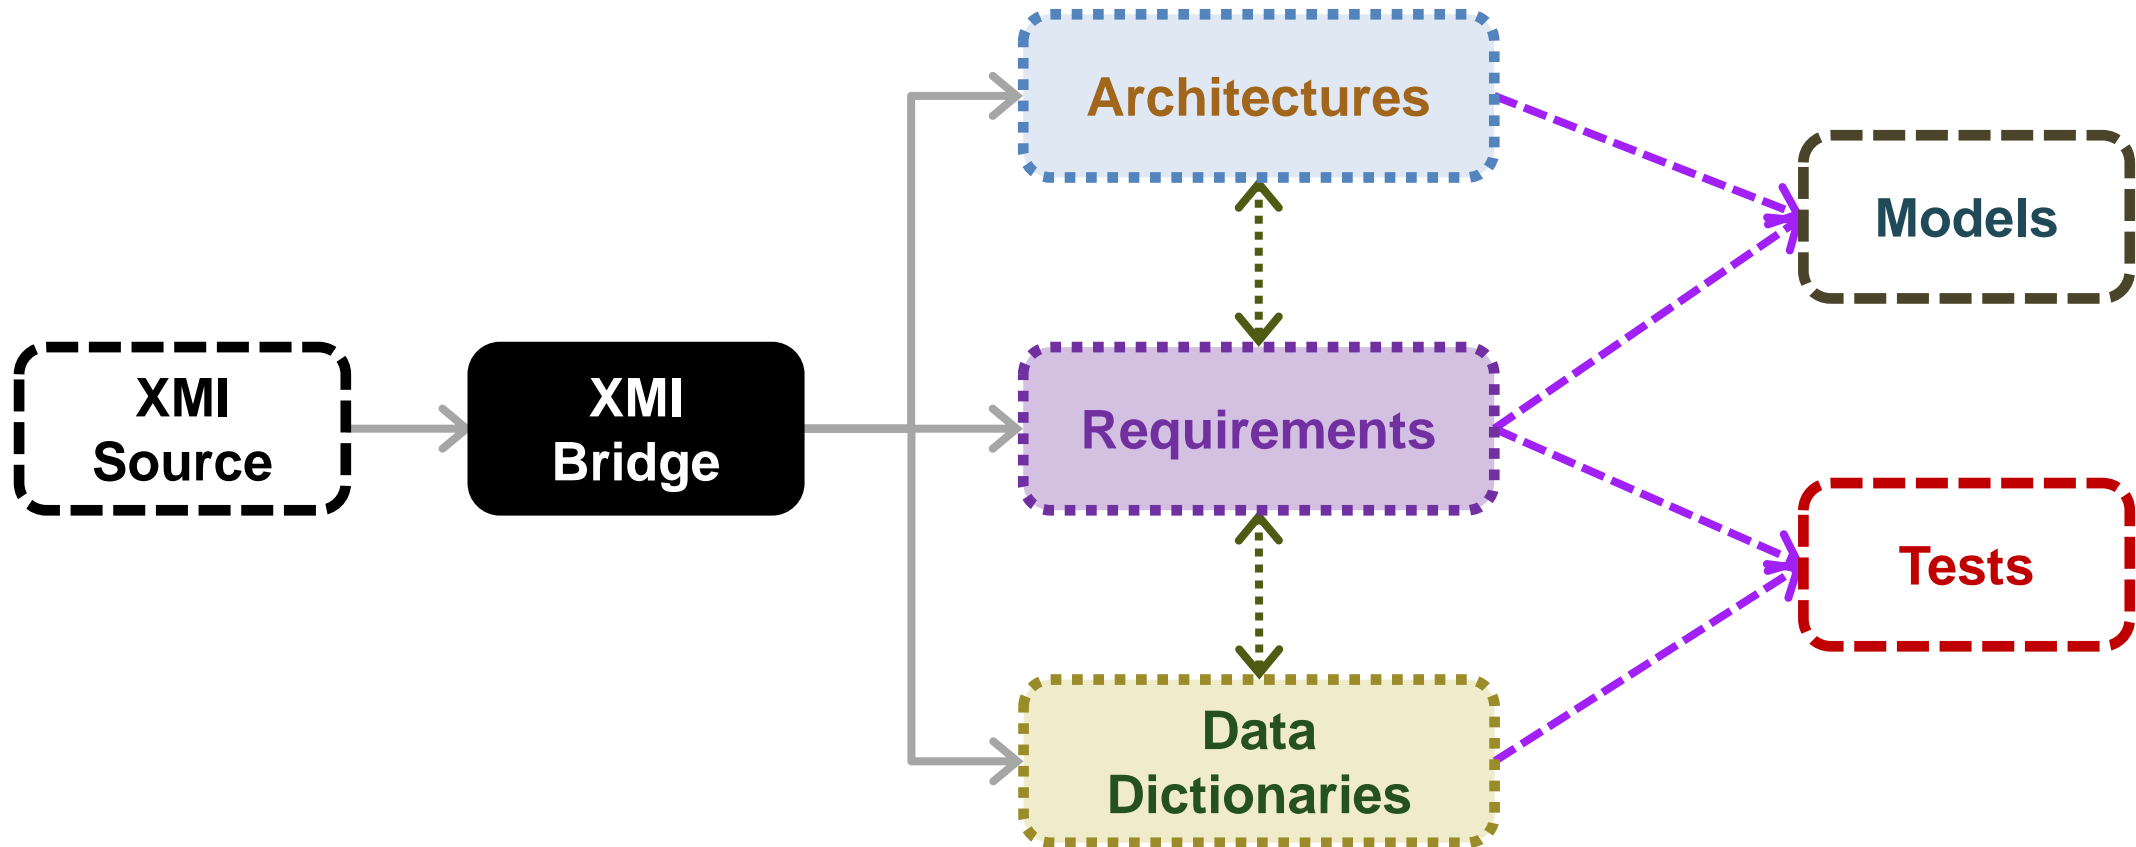 XMI
Source
XMI
Bridge
Architectures
Requirements
Data
Dictionaries
Models
Tests